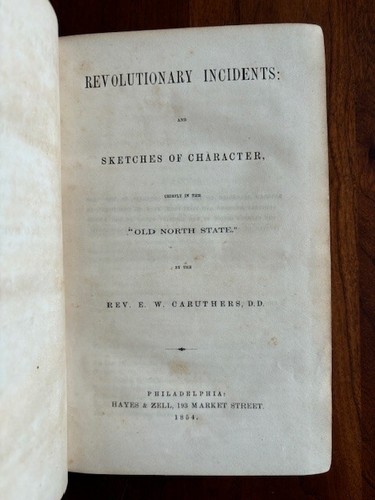 REVOLUTIONARY INCIDENTS:
AND
SKETCHES OF CHARACTER,
CHIEFLY IN THE
"OLD NORTH STATE."
BY THE
REV. E. W. CARUTHERS, D.D.
PHILADELPHIA:
HAYES & ZELL, 193 MARKET STREET.
1854.